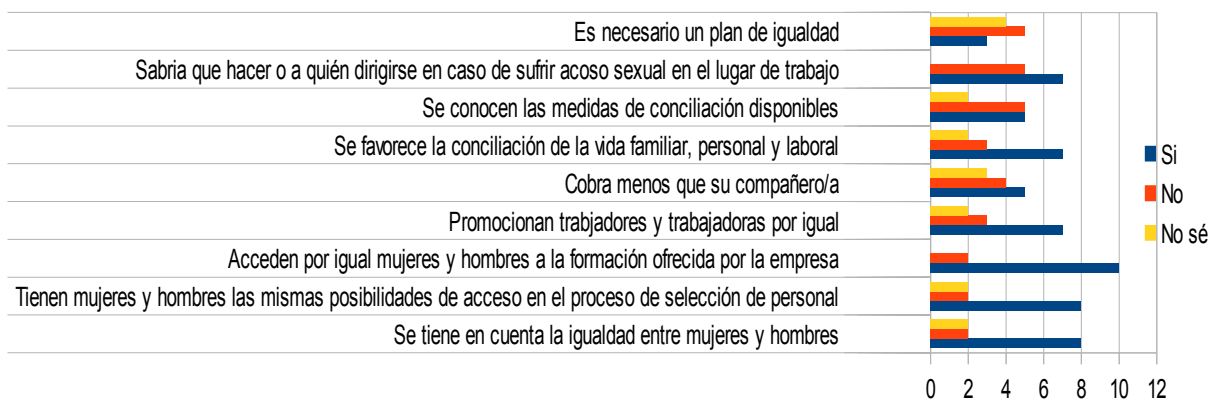 Es necesario un plan de igualdad
Sabria que hacer o a quién dirigirse en caso de sufrir acoso sexual en el lugar de trabajo
Se conocen las medidas de conciliación disponibles
Se favorece la conciliación de la vida familiar, personal y laboral
Cobra menos que su compañero/a
Promocionan trabjadores y trabajadoras por igual
Acceden por igual mujeres y hombres a la formación ofrecida por la empresa
Tienen mujeres y hombres las mismas posibilidades de acceso en el proceso de selección de personal
Se tiene en cuenta la igualdad entre mujeres y hombres
Si
No
No sé
0 2 4 6 8 10 12